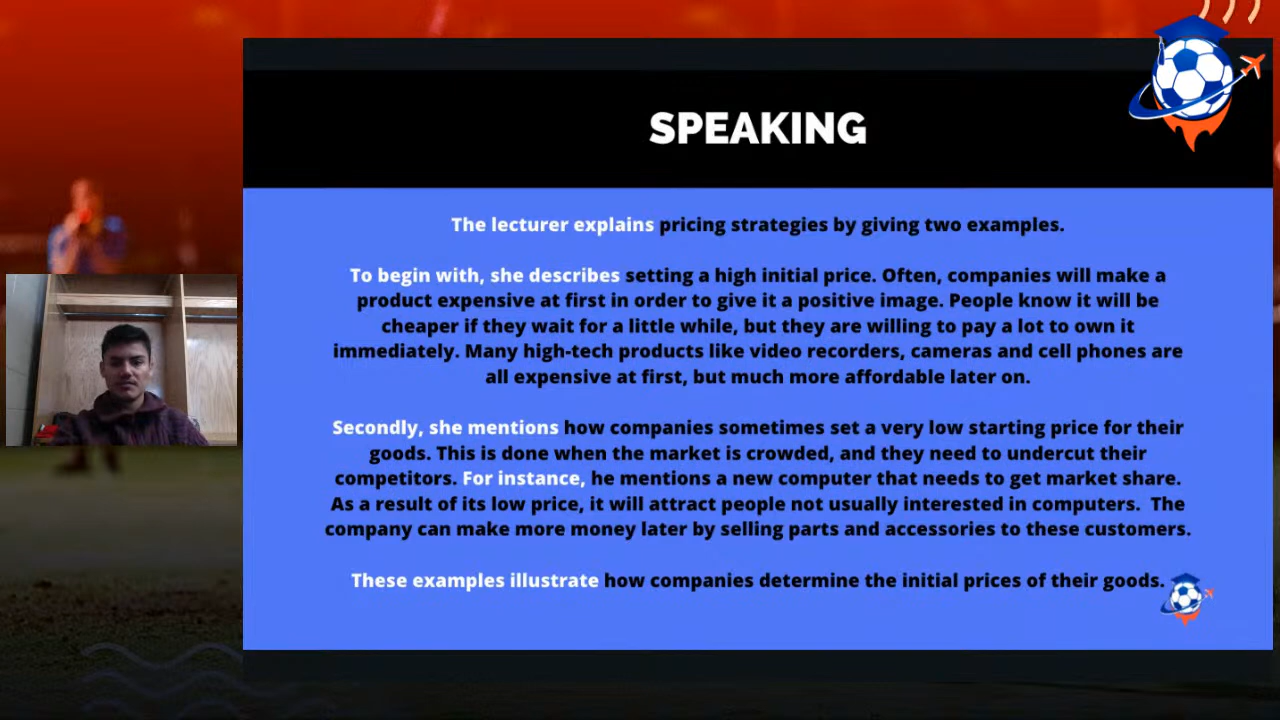 SPEAKING
The lecturer explains pricing strategies by giving two examples.
To begin with, she describes setting a high initial price. Often, companies will make a
product expensive at first in order to give it a positive image. People know it will be
cheaper if they wait for a little while, but they are willing to pay a lot to own it
immediately. Many high-tech products like video recorders, cameras and cell phones are
all expensive at first, but much more affordable later on.
Secondly, she mentions how companies sometimes set a very low starting price for their
goods. This is done when the market is crowded, and they need to undercut their
competitors. For instance, he mentions a new computer that needs to get market share.
As a result of its low price, it will attract people not usually interested in computers. The
company can make more money later by selling parts and accessories to these customers.
These examples illustrate how companies determine the initial prices of their goods.